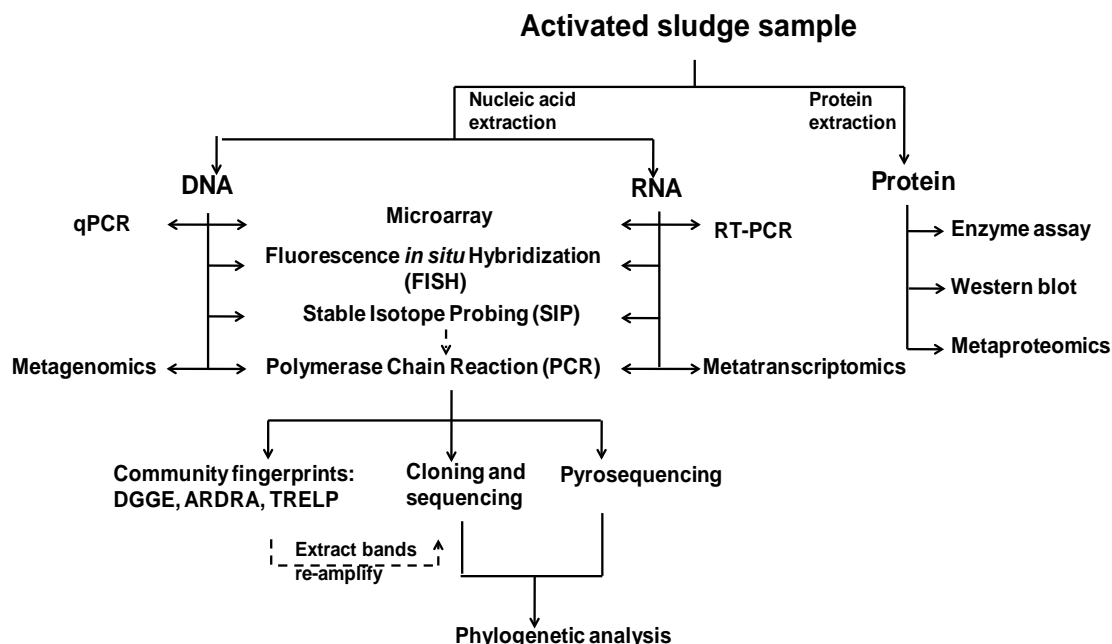 Activated sludge sample
Nucleic acid
extraction
Protein
extraction
DNA
RNA
Protein
qPCR
Microarray
RT-PCR
Enzyme assay
Fluorescence in situ Hybridization
(FISH)
Western blot
Stable Isotope Probing (SIP)
Metaproteomics
Metagenomics
Polymerase Chain Reaction (PCR)
Metatranscriptomics
Community fingerprints:
DGGE, ARDRA, TRELP
Cloning and
sequencing
Pyrosequencing
Extract bands
re-amplify
Phylogenetic analysis